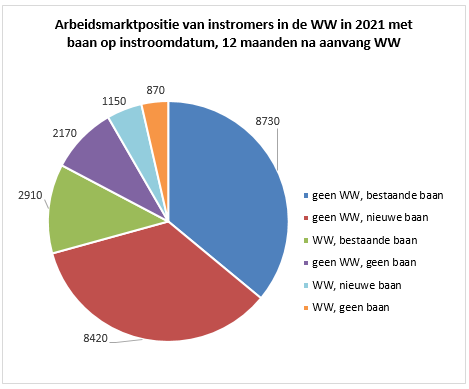 Arbeidsmarktpositie van instromers in de WW in 2021 met
baan op instroomdatum, 12 maanden na aanvang WW
870
1150
8730
2170
2910
8420
geen WW, bestaande baan
geen WW, nieuwe baan
WW, bestaande baan
geen WW, geen baan
WW, nieuwe baan
WW, geen baan